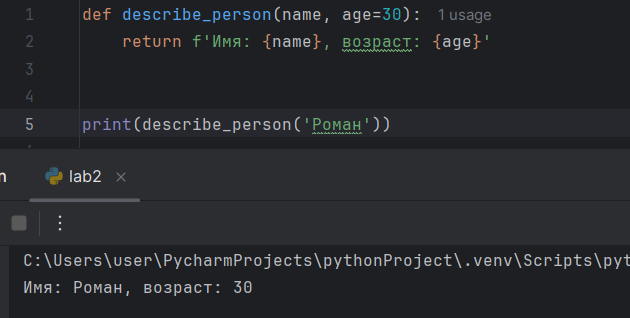 1 def describe_person(name, age=30): 1 usage
2 return f'Имя: {name}, возраст: {age}'
3
4
5 print(describe_person('Роман'))
lab2
C:\Users\user\PycharmProjects\pythonProject\.venv\Scripts\pyt
Имя: Роман, возраст: 30